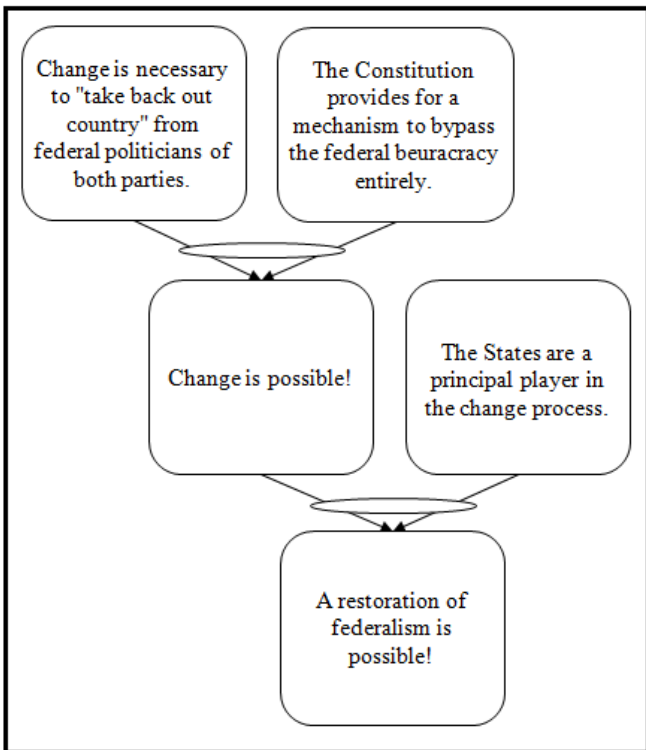 Change is necessary
to "take back out
country" from
federal politicians of
both parties.
The Constitution
provides for a
mechanism to bypass
the federal beuracracy
entirely.
Change is possible!
The States are a
principal player in
the change process.
A restoration of
federalism is
possible!